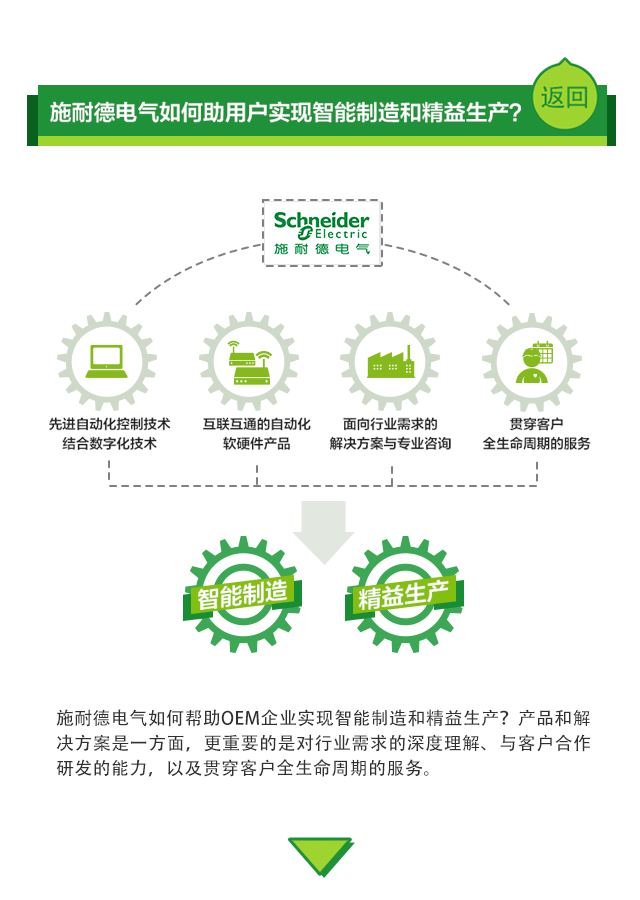 返回
施耐德电气如何助用户实现智能制造和精益生产？
Schneider
Electric
施耐德电气
先进自动化控制技术
结合数字化技术
互联互通的自动化
软硬件产品
面向行业需求的
解决方案与专业咨询
贯穿客户
全生命周期的服务
智能制造
精益生产
施耐德电气如何帮助OEM企业实现智能制造和精益生产？产品和解
决方案是一方面，更重要的是对行业需求的深度理解、与客户合作
研发的能力，以及贯穿客户全生命周期的服务。